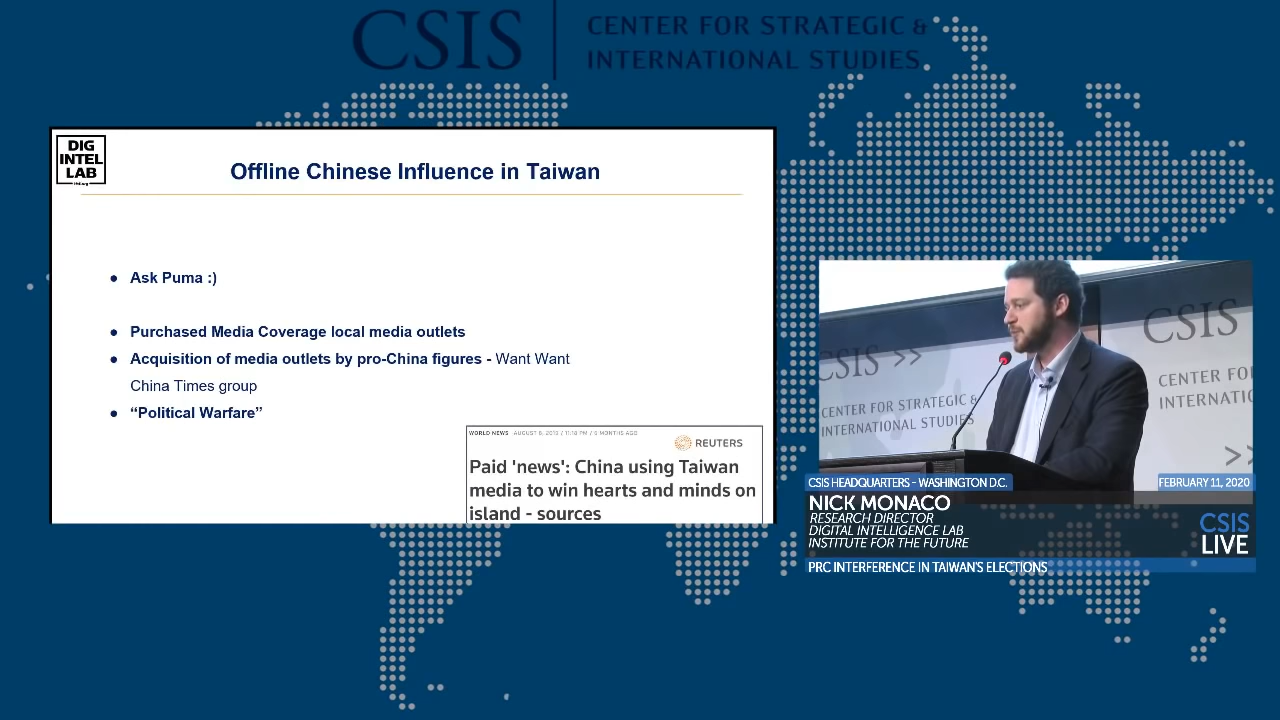 CSIS
CENTER FOR STRATEGIC &
INTERNATIONAL STUDIES
DIG
INTEL
LAB
Offline Chinese Influence in Taiwan
● Ask Puma :)
● Purchased Media Coverage local media outlets
● Acquisition of media outlets by pro-China figures - Want Want
China Times group
● “Political Warfare”
WORLD NEWS
REUTERS
Paid 'news': China using Taiwan
media to win hearts and minds on
island - sources
CSIS >>
CENTER FOR STRATEGIC &
INTERNATIONAL STUDIES
CSIS
CENTER FO
INTERNATI
>>
CSIS HEADQUARTERS - WASHINGTON D.C.
FEBRUARY 11, 2020
NICK MONACO
RESEARCH DIRECTOR
DIGITAL INTELLIGENCE LAB
INSTITUTE FOR THE FUTURE
CSIS
LIVE
PRC INTERFERENCE IN TAIWAN'S ELECTIONS